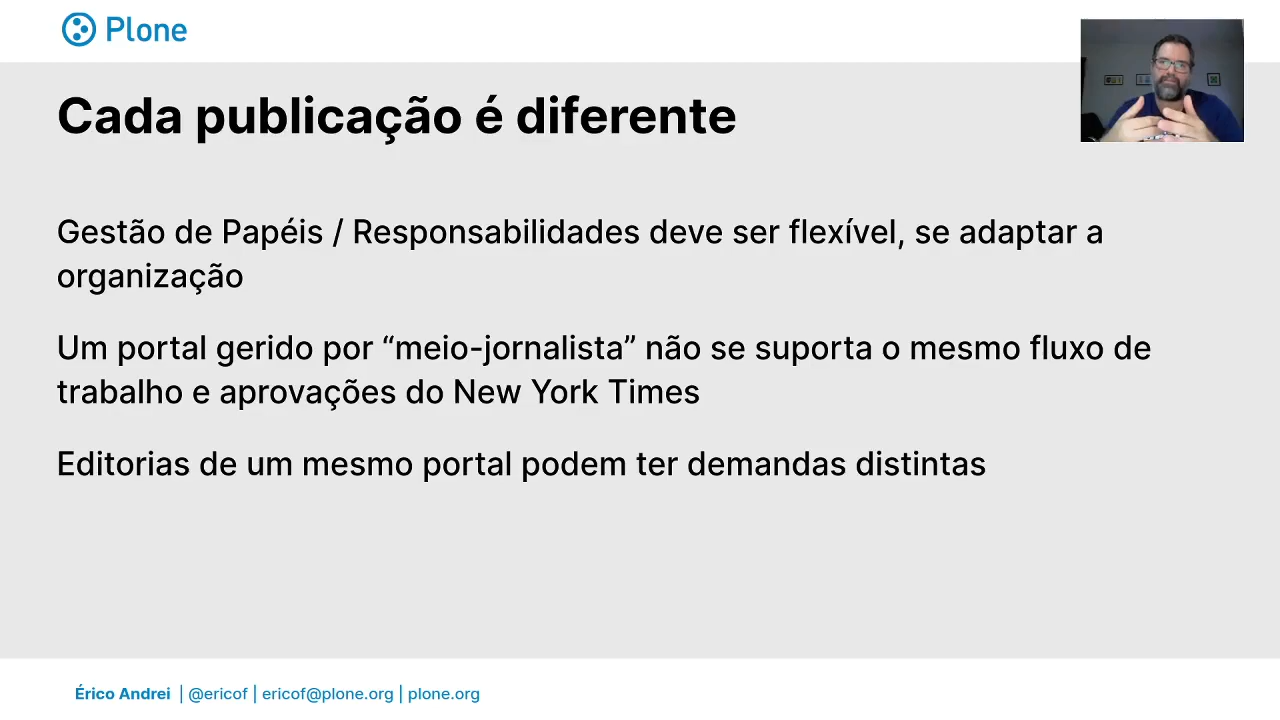 Plone
Cada publicação é diferente
Gestão de Papéis / Responsabilidades deve ser flexível, se adaptar a
organização
Um portal gerido por “meio-jornalista” não se suporta o mesmo fluxo de
trabalho e aprovações do New York Times
Editorias de um mesmo portal podem ter demandas distintas
Érico Andrei | @ericof | ericof@plone.org | plone.org